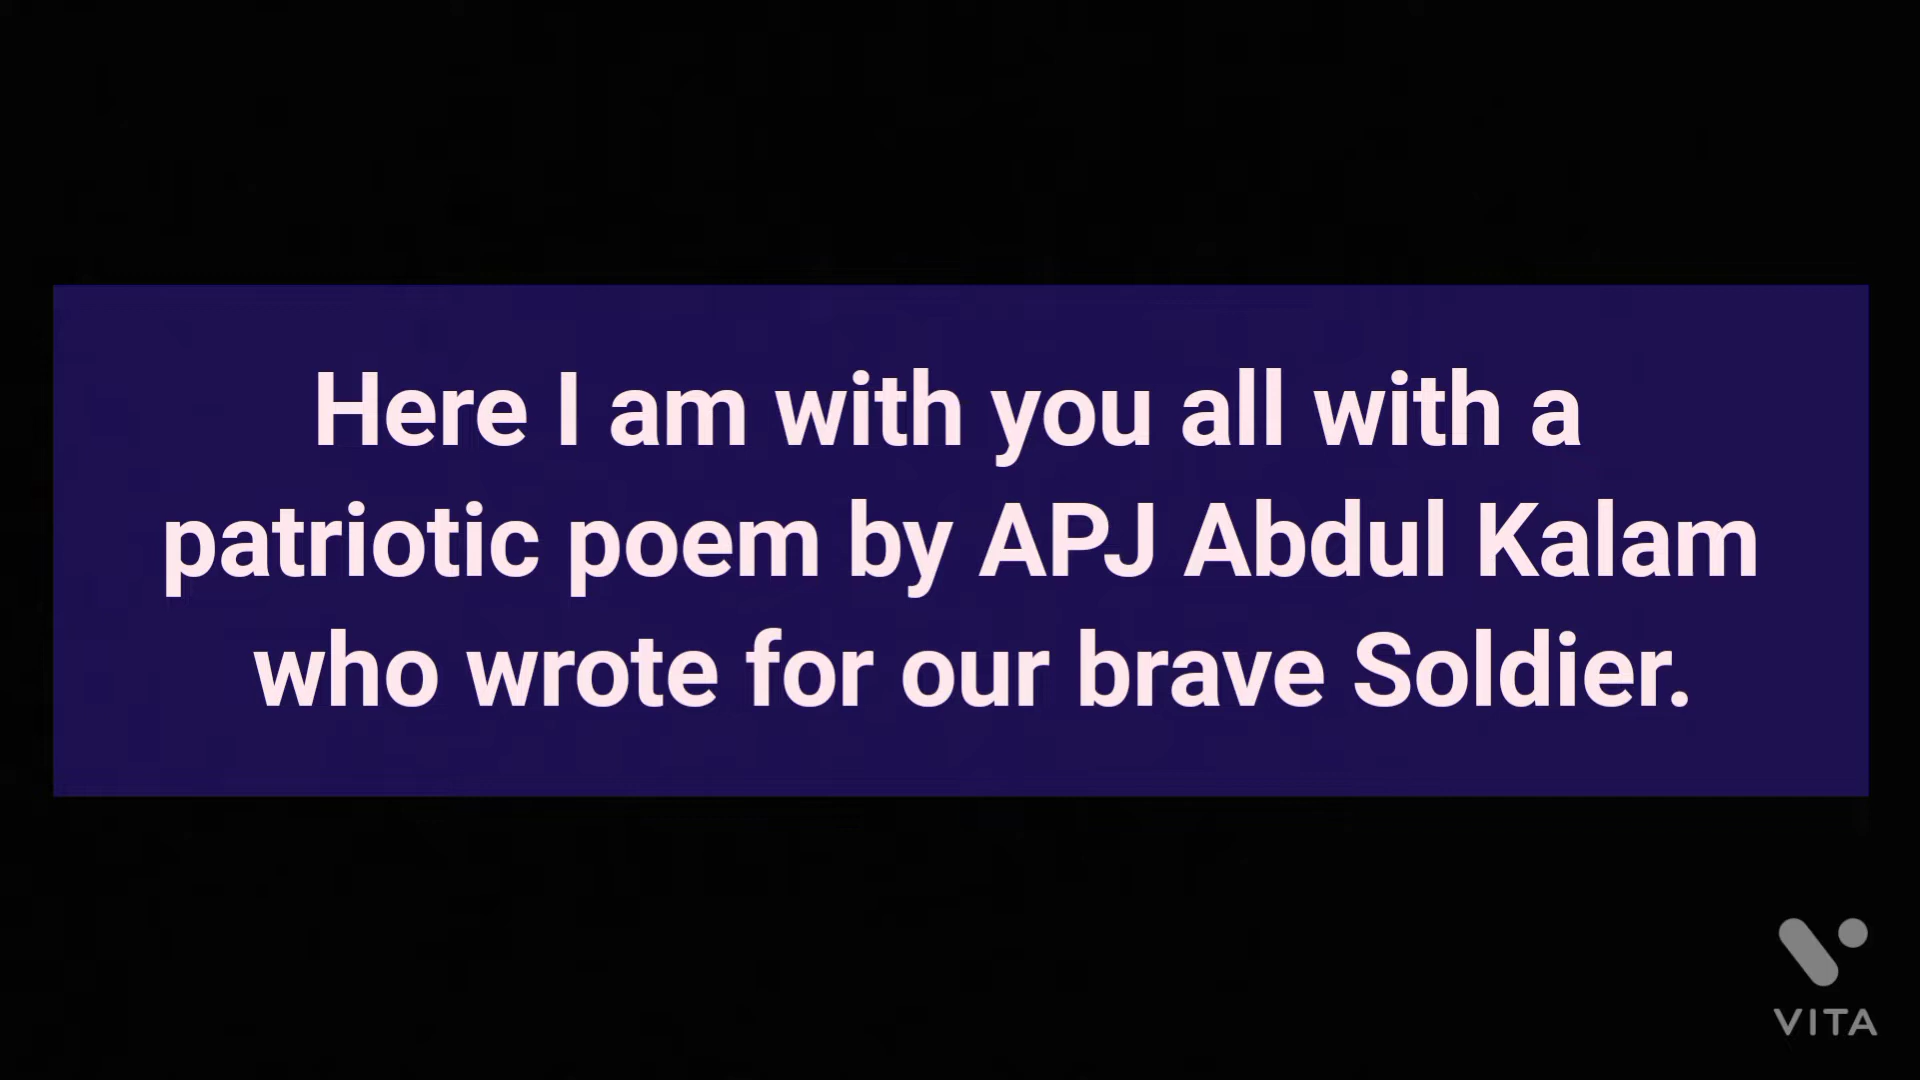 Here I am with you all with a
patriotic poem by APJ Abdul Kalam
who wrote for our brave Soldier.
VITA